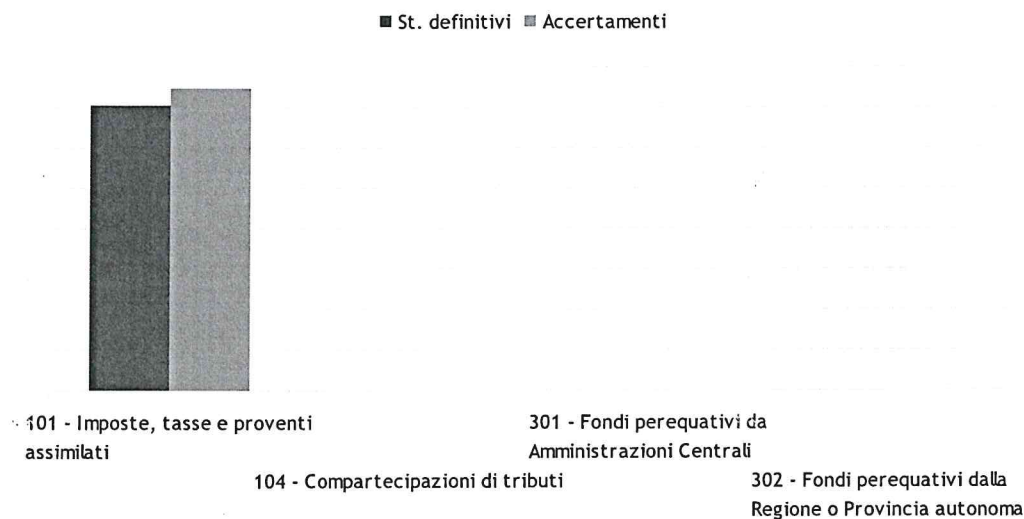 St. definitivi Accertamenti
101 - Imposte, tasse e proventi
assimilati
104 - Compartecipazioni di tributi
301 - Fondi perequativi da
Amministrazioni Centrali
302 - Fondi perequativi dalla
Regione o Provincia autonoma